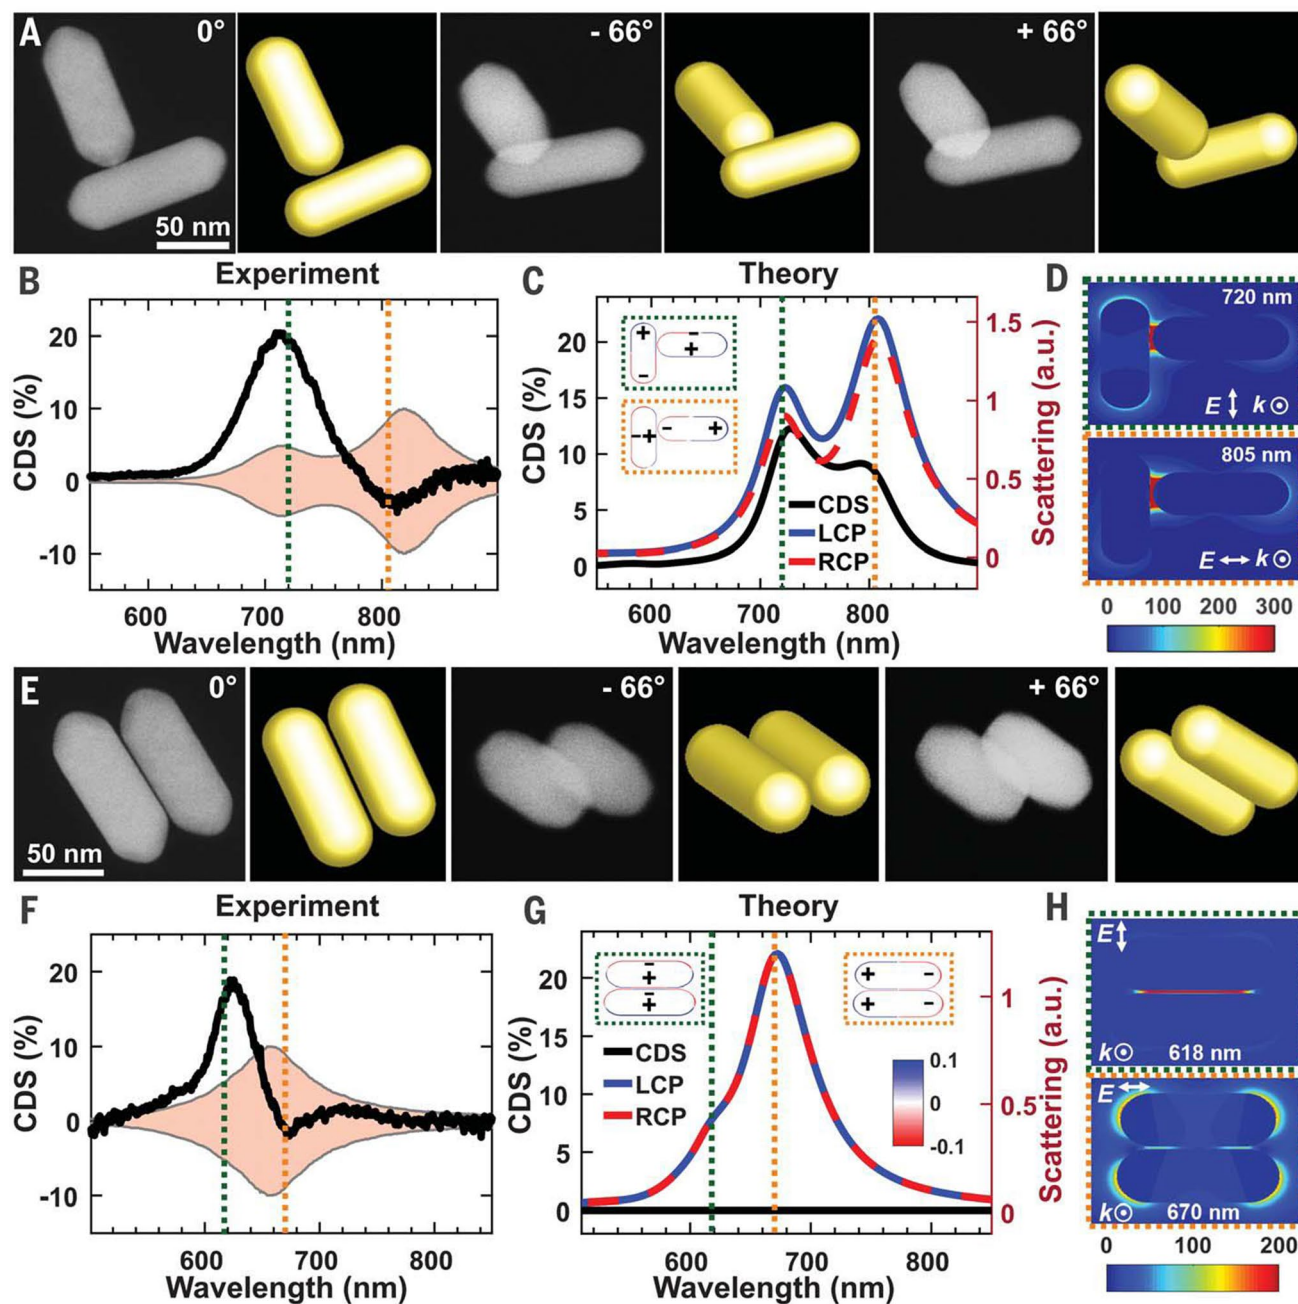 A
0°
- 66°
+ 66°
50 nm
B
Experiment
CDS (%)
20
10
0
-10
600
700
800
Wavelength (nm)
C
Theory
CDS (%)
20
15
10
5
0
+
-
-
+
-+
-
+
CDS
LCP
RCP
1.5
1
0.5
0
Scattering (a.u.)
600
700
800
Wavelength (nm)
D
720 nm
E k
805 nm
E k
0
100
200
300
E
0°
- 66°
+ 66°
50 nm
F
Experiment
CDS (%)
20
10
0
-10
600
700
800
Wavelength (nm)
G
Theory
CDS (%)
20
15
10
5
0
-
+
-
+
+ -
+ -
CDS
LCP
RCP
0.1
0
-0.1
1
0.5
0
Scattering (a.u.)
600
700
800
Wavelength (nm)
H
E
k 618 nm
E
k 670 nm
0
100
200